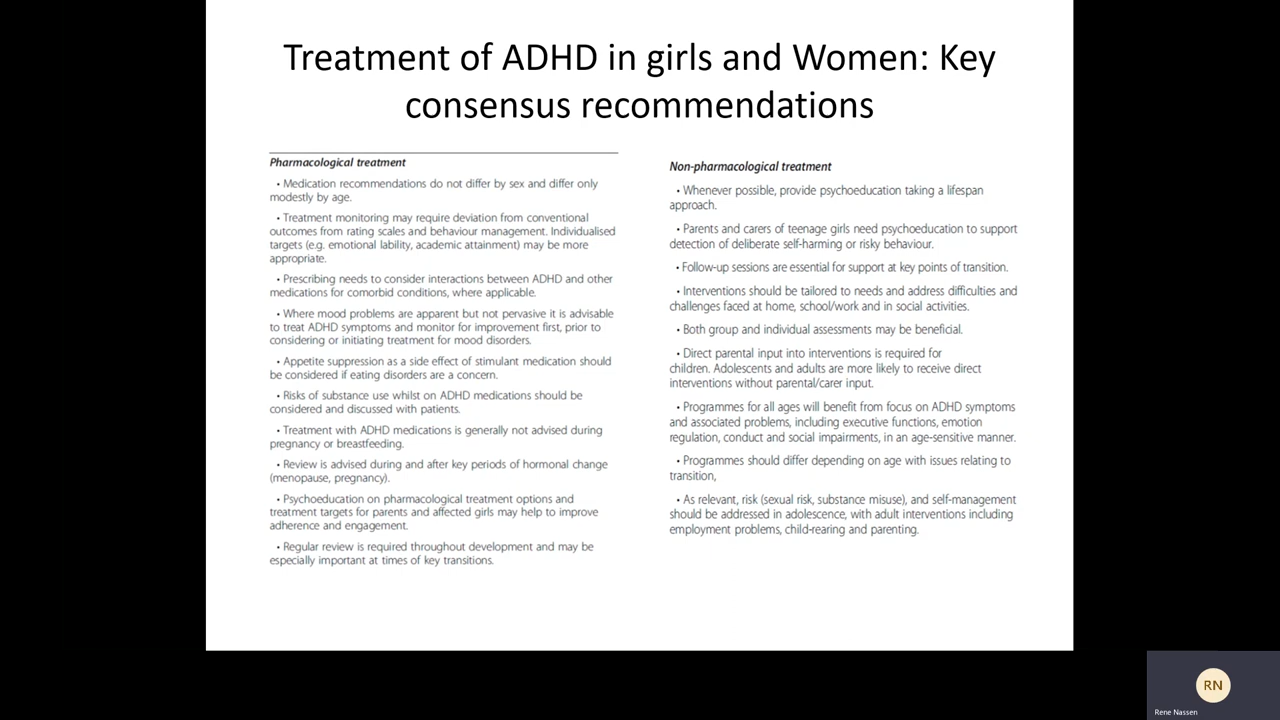 Treatment of ADHD in girls and Women: Key
consensus recommendations
Pharmacological treatment
• Medication recommendations do not differ by sex and differ only
modestly by age.
• Treatment monitoring may require deviation from conventional
outcomes from rating scales and behaviour management. Individualised
targets (e.g. emotional lability, academic attainment) may be more
appropriate.
• Prescribing needs to consider interactions between ADHD and other
medications for comorbid conditions, where applicable.
• Where mood problems are apparent but not pervasive it is advisable
to treat ADHD symptoms and monitor for improvement first, prior to
considering or initiating treatment for mood disorders.
• Appetite suppression as a side effect of stimulant medication should
be considered if eating disorders are a concern.
• Risks of substance use whilst on ADHD medications should be
considered and discussed with patients.
• Treatment with ADHD medications is generally not advised during
pregnancy or breastfeeding.
• Review is advised during and after key periods of hormonal change
(menopause, pregnancy).
• Psychoeducation on pharmacological treatment options and
treatment targets for parents and affected girls may help to improve
adherence and engagement.
• Regular review is required throughout development and may be
especially important at times of key transitions.
Non-pharmacological treatment
• Whenever possible, provide psychoeducation taking a lifespan
approach.
• Parents and carers of teenage girls need psychoeducation to support
detection of deliberate self-harming or risky behaviour.
• Follow-up sessions are essential for support at key points of transition.
• Interventions should be tailored to needs and address difficulties and
challenges faced at home, school/work and in social activities.
• Both group and individual assessments may be beneficial.
• Direct parental input into interventions is required for
children. Adolescents and adults are more likely to receive direct
interventions without parental/carer input.
• Programmes for all ages will benefit from focus on ADHD symptoms
and associated problems, including executive functions, emotion
regulation, conduct and social impairments, in an age-sensitive manner.
• Programmes should differ depending on age with issues relating to
transition,
• As relevant, risk (sexual risk, substance misuse), and self-management
should be addressed in adolescence, with adult interventions including
employment problems, child-rearing and parenting.
RN
Rene Nassen